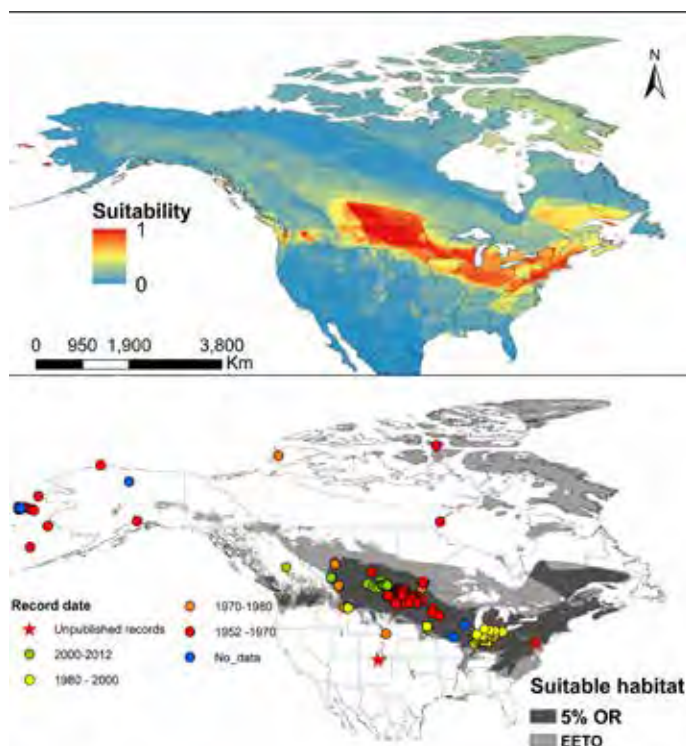 N
Suitability
1
0
0 950 1,900 3,800
Km
Record date
Unpublished records
2000-2012
1980 - 2000
1970-1980
1952 -1970
No_data
Suitable habitat
5% OR
EETO